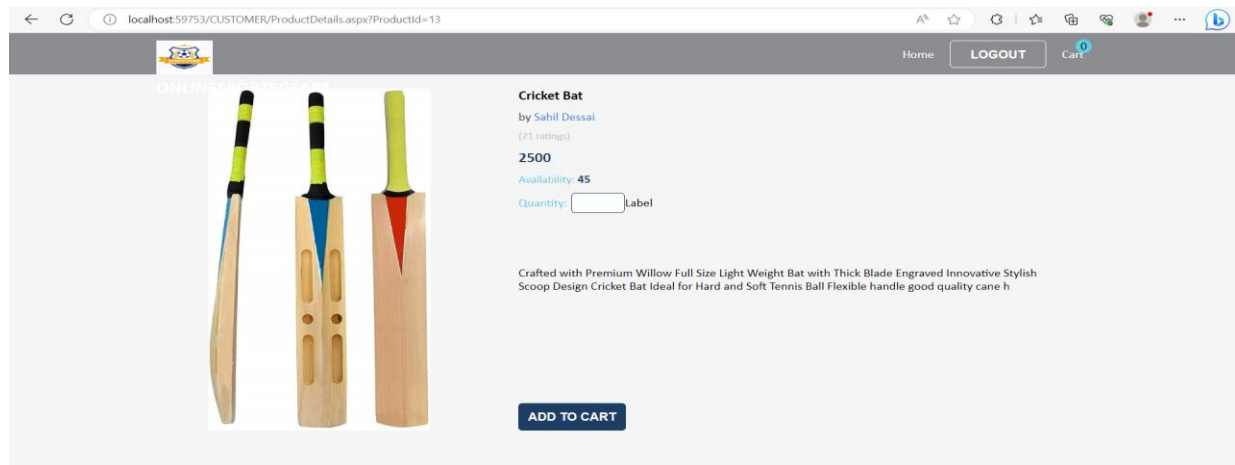 localhost:59753/CUSTOMER/ProductDetails.aspx?ProductId=13
Home LOGOUT Cart 0
Cricket Bat
by Sahil Dessai
(21 ratings)
2500
Availability: 45
Quantity: Label
Crafted with Premium Willow Full Size Light Weight Bat with Thick Blade Engraved Innovative Stylish
Scoop Design Cricket Bat Ideal for Hard and Soft Tennis Ball Flexible handle good quality cane h
ADD TO CART